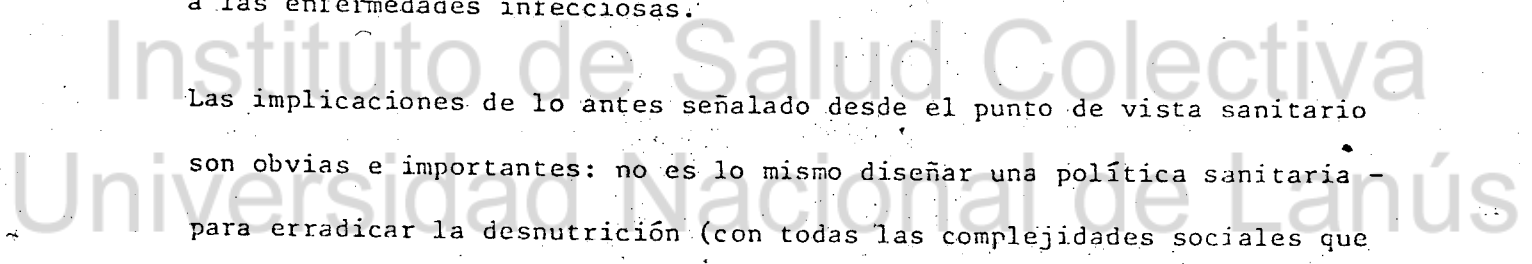 a las enfermedades infecciosas.
Instituto de Salud Colectiva
Las implicaciones de lo antes señalado desde el punto de vista sanitario
son obvias e importantes: no es lo mismo diseñar una política sanitaria -
Universidad Nacional de Lanús
para erradicar la desnutrición (con todas las complejidades sociales que